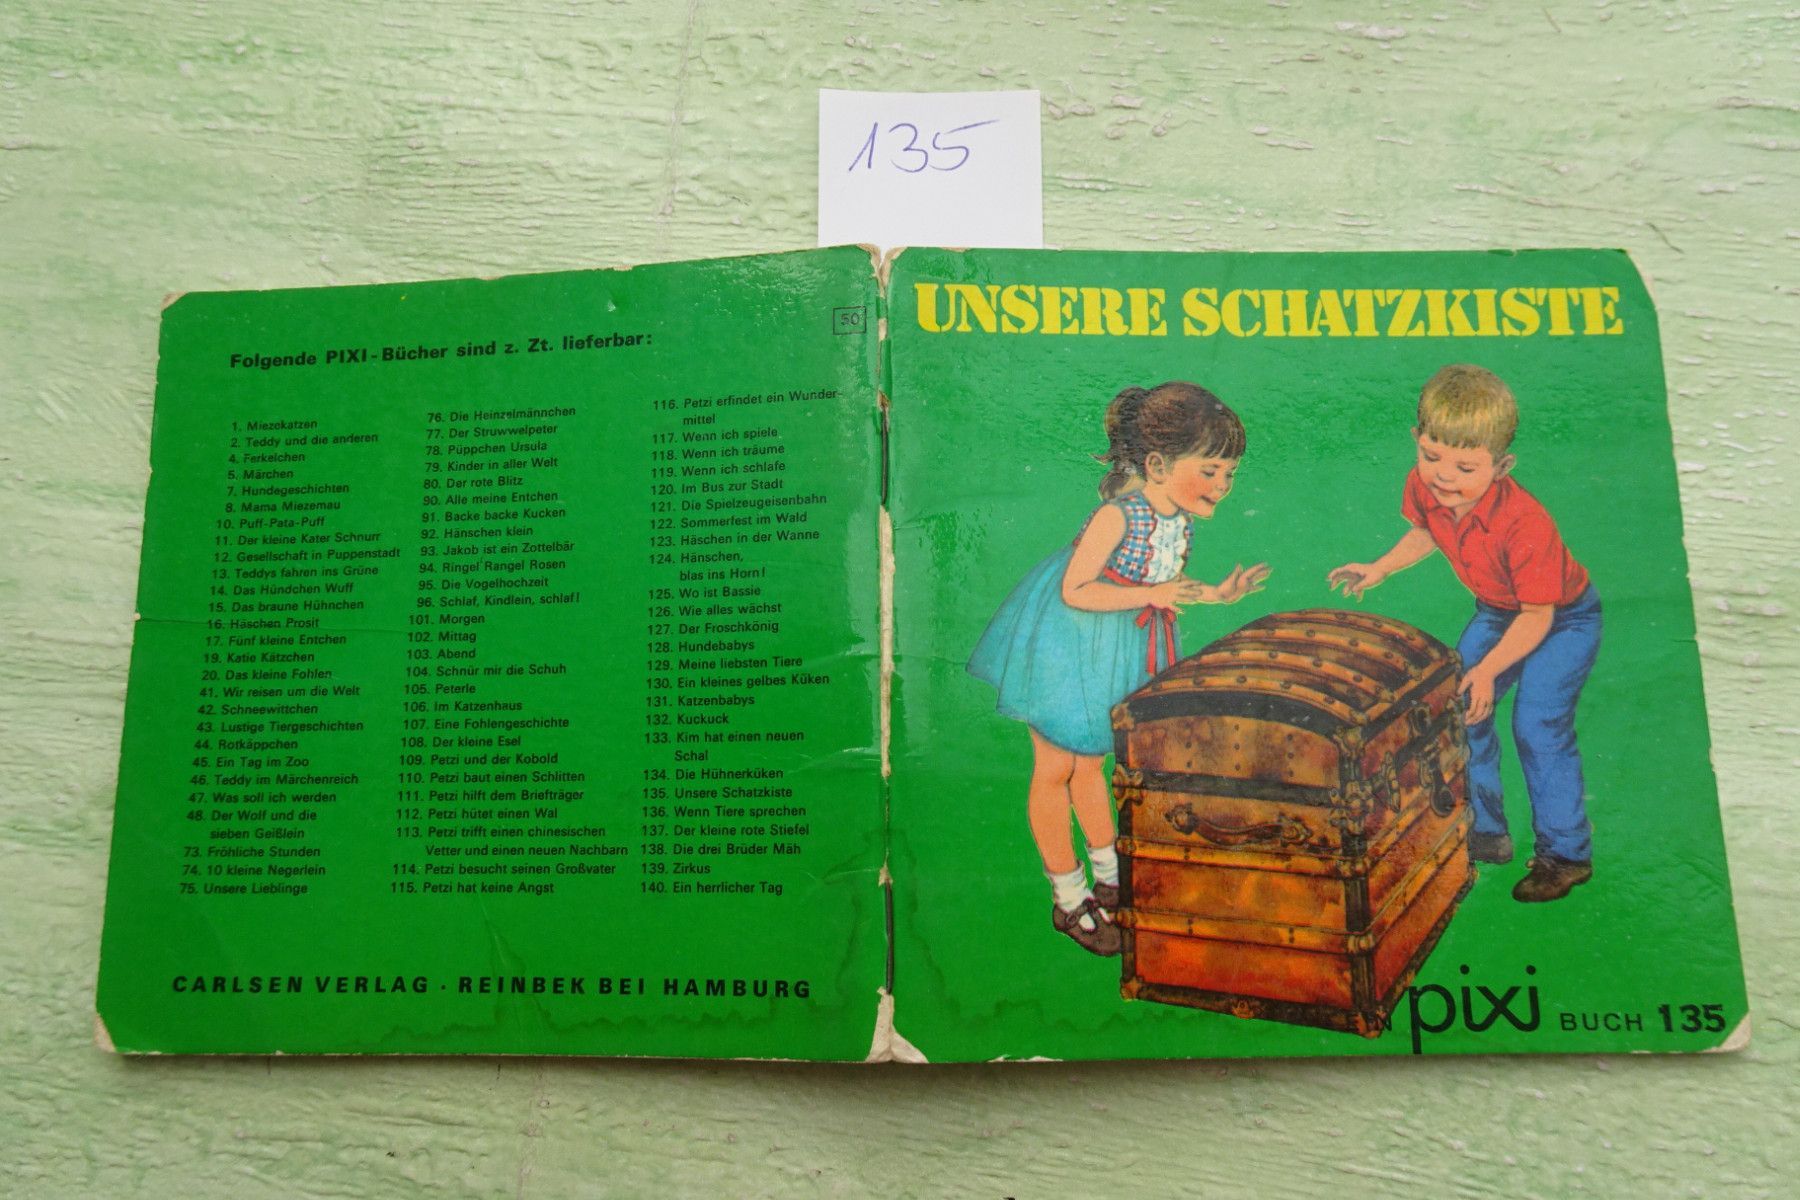 135
50
Folgende PIXI-Bücher sind z. Zt. lieferbar:
1. Miezekatzen
2. Teddy und die anderen
4. Ferkelchen
5. Märchen
7. Hundegeschichten
8. Mama Miezemau
10. Puff-Pata-Puff
11. Der kleine Kater Schnurr
12. Gesellschaft in Puppenstadt
13. Teddys fahren ins Grüne
14. Das Hündchen Wuff
15. Das braune Hühnchen
16. Häschen Prosit
17. Fünf kleine Entchen
19. Katie Kätzchen
20. Das kleine Fohlen
41. Wir reisen um die Welt
42. Schneewittchen
43. Lustige Tiergeschichten
44. Rotkäppchen
45. Ein Tag im Zoo
46. Teddy im Märchenreich
47. Was soll ich werden
48. Der Wolf und die
sieben Geißlein
73. Fröhliche Stunden
74. 10 kleine Negerlein
75. Unsere Lieblinge
76. Die Heinzelmännchen
77. Der Struwwelpeter
78. Püppchen Ursula
79. Kinder in aller Welt
80. Der rote Blitz
90. Alle meine Entchen
91. Backe backe Kucken
92. Hänschen klein
93. Jakob ist ein Zottelbär
94. Ringel Rangel Rosen
95. Die Vogelhochzeit
96. Schlaf, Kindlein, schlaf!
101. Morgen
102. Mittag
103. Abend
104. Schnür mir die Schuh
105. Peterle
106. Im Katzenhaus
107. Eine Fohlengeschichte
108. Der kleine Esel
109. Petzi und der Kobold
110. Petzi baut einen Schlitten
111. Petzi hilft dem Briefträger
112. Petzi hütet einen Wal
113. Petzi trifft einen chinesischen
Vetter und einen neuen Nachbarn
114. Petzi besucht seinen Großvater
115. Petzi hat keine Angst
116. Petzi erfindet ein Wunder-
mittel
117. Wenn ich spiele
118. Wenn ich träume
119. Wenn ich schlafe
120. Im Bus zur Stadt
121. Die Spielzeugeisenbahn
122. Sommerfest im Wald
123. Häschen in der Wanne
124. Hänschen,
blas ins Horn!
125. Wo ist Bassie
126. Wie alles wächst
127. Der Froschkönig
128. Hundebabys
129. Meine liebsten Tiere
130. Ein kleines gelbes Küken
131. Katzenbabys
132. Kuckuck
133. Kim hat einen neuen
Schal
134. Die Hühnerküken
135. Unsere Schatzkiste
136. Wenn Tiere sprechen
137. Der kleine rote Stiefel
138. Die drei Brüder Mäh
139. Zirkus
140. Ein herrlicher Tag
CARLSEN VERLAG · REINBEK BEI HAMBURG
UNSERE SCHATZKISTE
EIN pixi BUCH 135